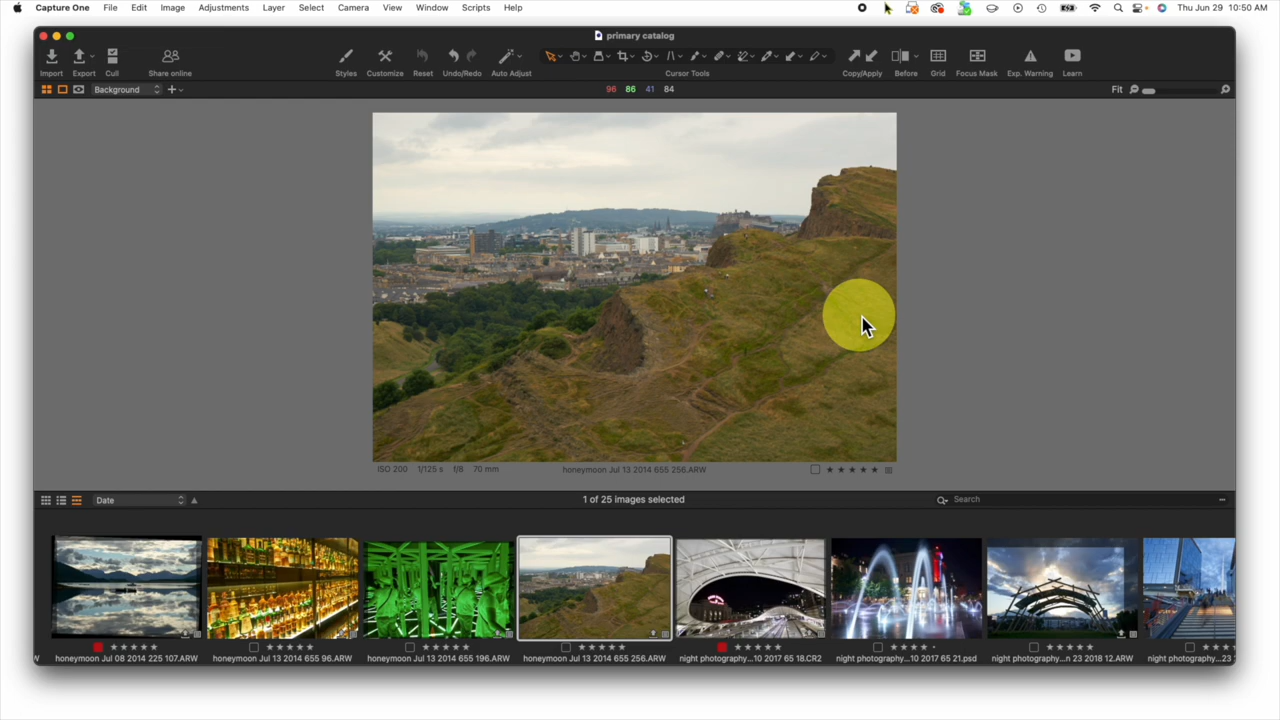 Capture One File Edit Image Adjustments Layer Select Camera View Window Scripts Help Thu Jun 29 10:50 AM
primary catalog
Import Export Cull Share online Styles Customize Reset Undo/Redo Auto Adjust Cursor Tools Copy/Apply Before Grid Focus Mask Exp. Warning Learn
Background 96 86 41 84 Fit
ISO 200 1/125 s f/8 70 mm honeymoon Jul 13 2014 655 256.ARW
Date 1 of 25 images selected Search
W honeymoon Jul 08 2014 225 107.ARW honeymoon Jul 13 2014 655 96.ARW honeymoon Jul 13 2014 655 196.ARW honeymoon Jul 13 2014 655 256.ARW night photography...10 2017 65 18.CR2 night photography...10 2017 65 21.psd night photography...n 23 2018 12.ARW night photography...23